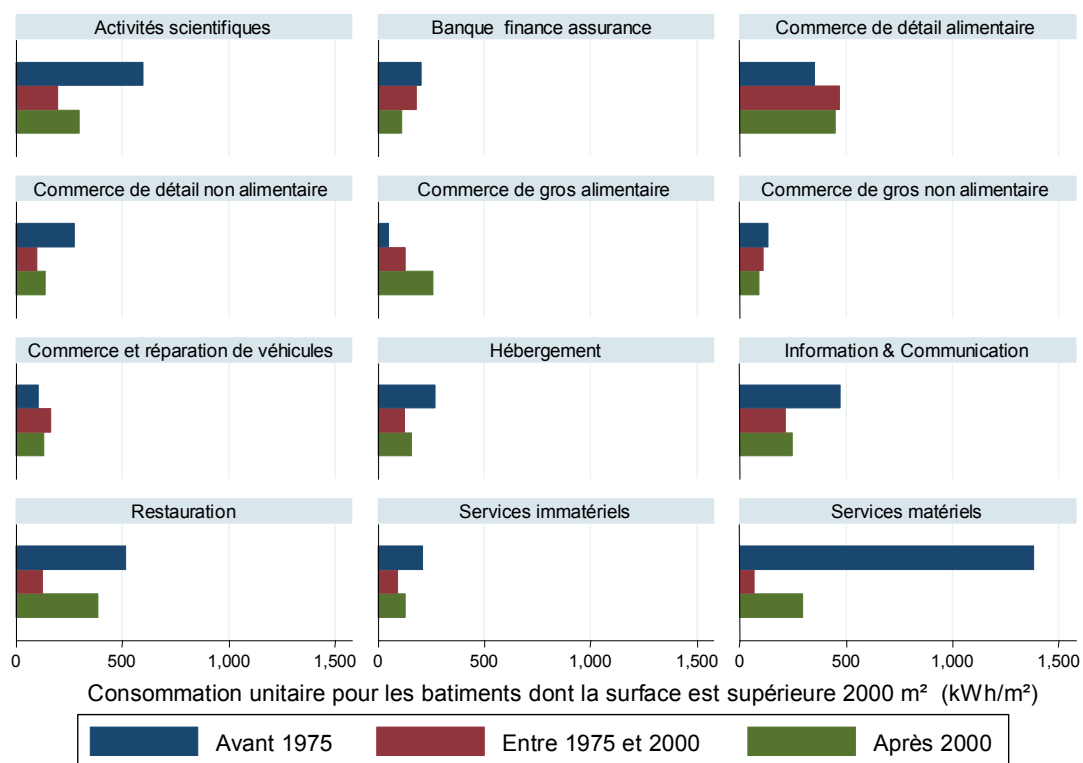 Activités scientifiques
Banque  finance assurance
Commerce de détail alimentaire
Commerce de détail non alimentaire
Commerce de gros alimentaire
Commerce de gros non alimentaire
Commerce et réparation de véhicules
Hébergement
Information & Communication
Restauration
Services immatériels
Services matériels
0 500 1,000 1,500
0 500 1,000 1,500
0 500 1,000 1,500
Consommation unitaire pour les batiments dont la surface est supérieure 2000 m²  (kWh/m²)
Avant 1975
Entre 1975 et 2000
Après 2000